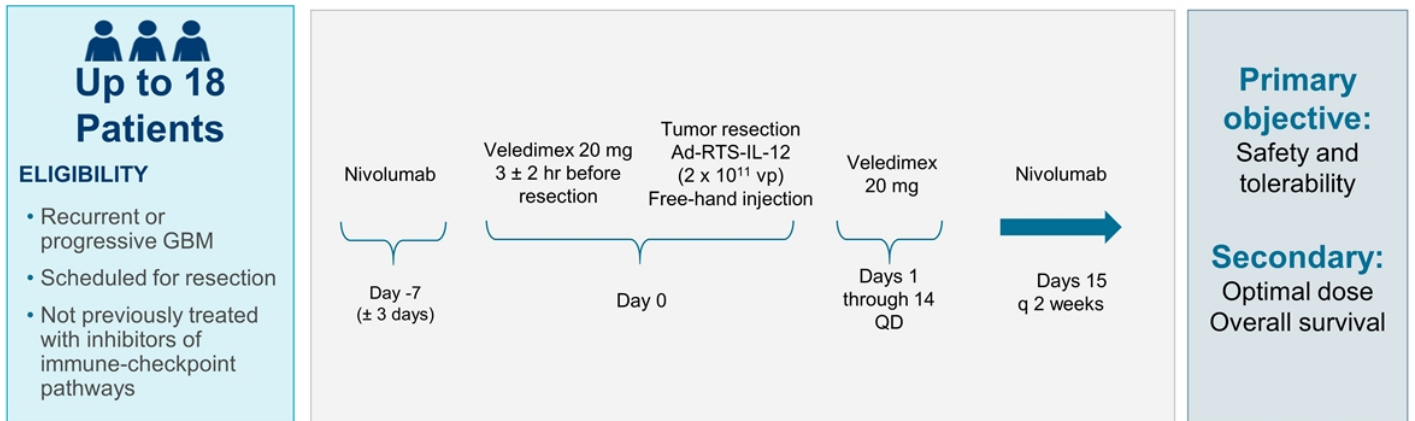 Up to 18
Patients
ELIGIBILITY
• Recurrent or
progressive GBM
• Scheduled for resection
• Not previously treated
with inhibitors of
immune-checkpoint
pathways
Nivolumab
Day -7
(± 3 days)
Veledimex 20 mg
3 ± 2 hr before
resection
Tumor resection
Ad-RTS-IL-12
(2 x 10¹¹ vp)
Free-hand injection
Day 0
Veledimex
20 mg
Days 1
through 14
QD
Nivolumab
Days 15
q 2 weeks
Primary
objective:
Safety and
tolerability
Secondary:
Optimal dose
Overall survival